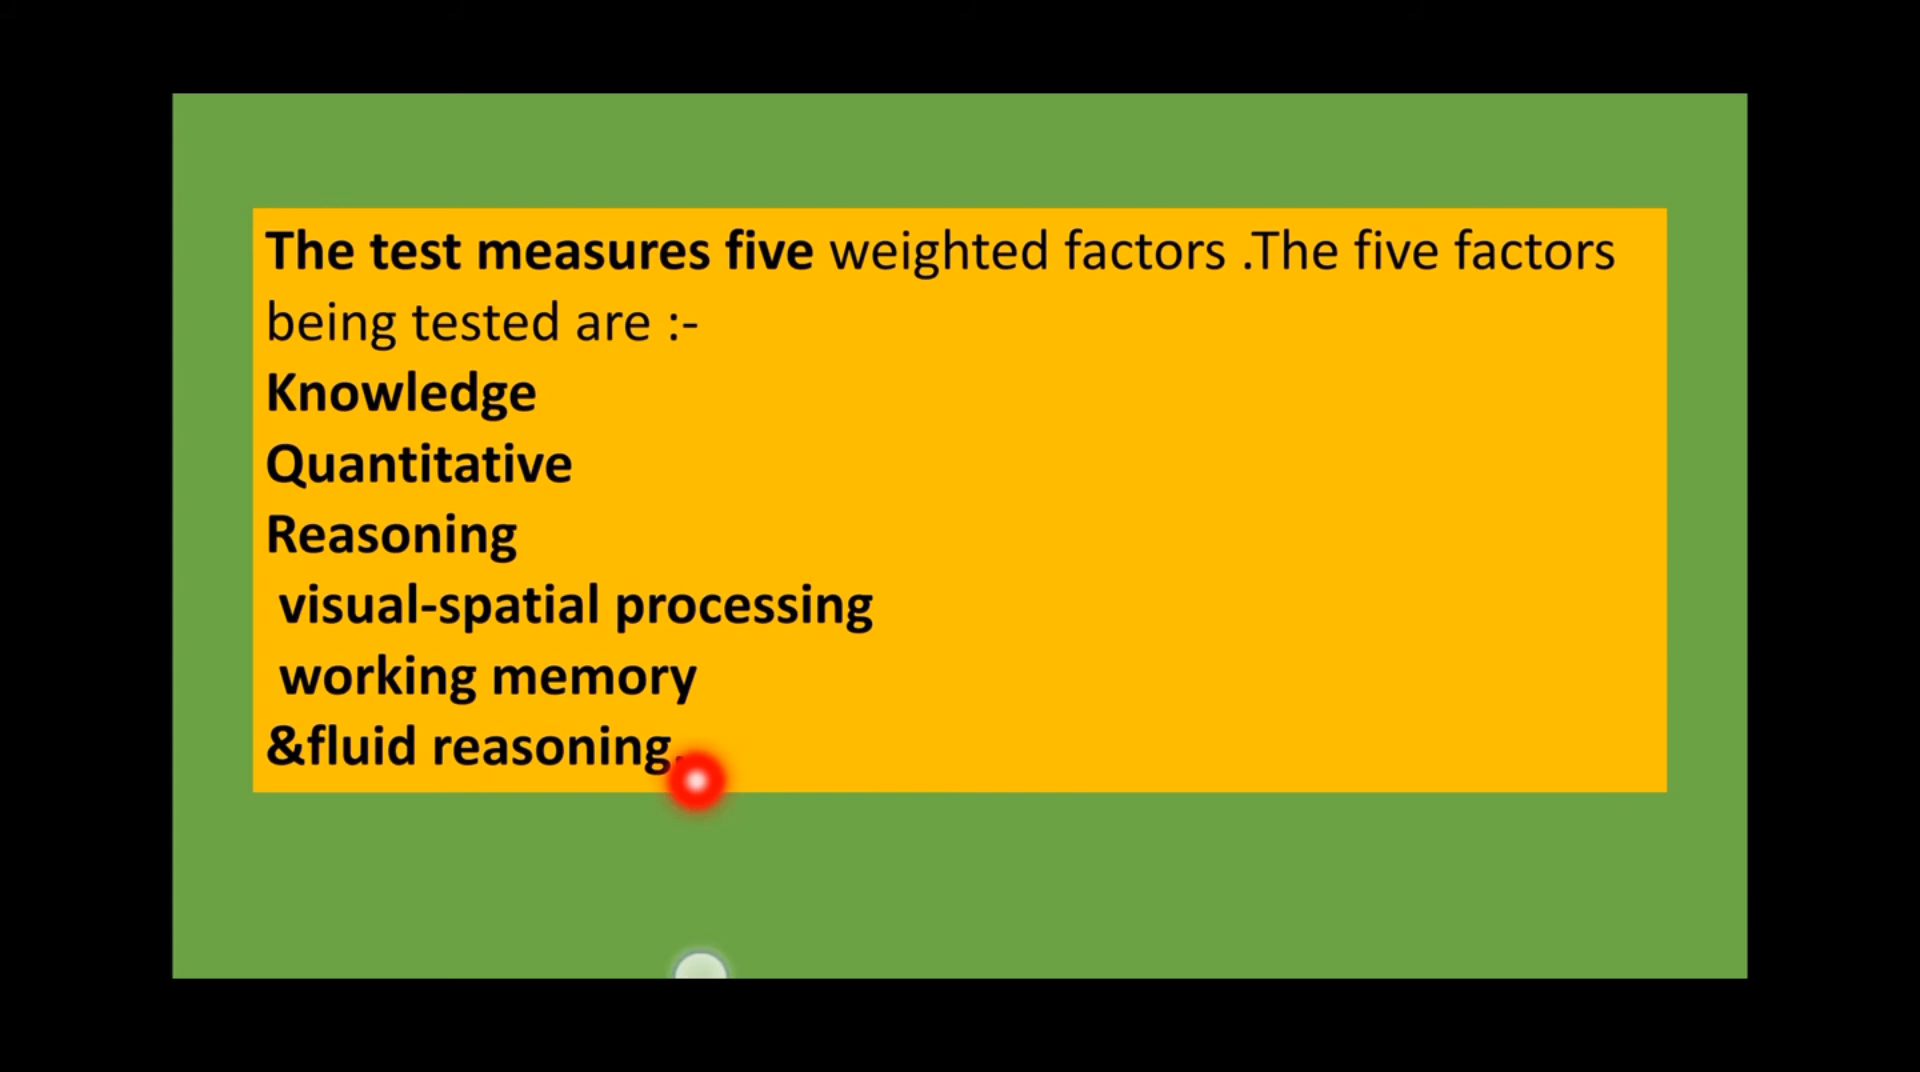 The test measures five weighted factors .The five factors
being tested are :-
Knowledge
Quantitative
Reasoning
visual-spatial processing
working memory
&fluid reasoning.